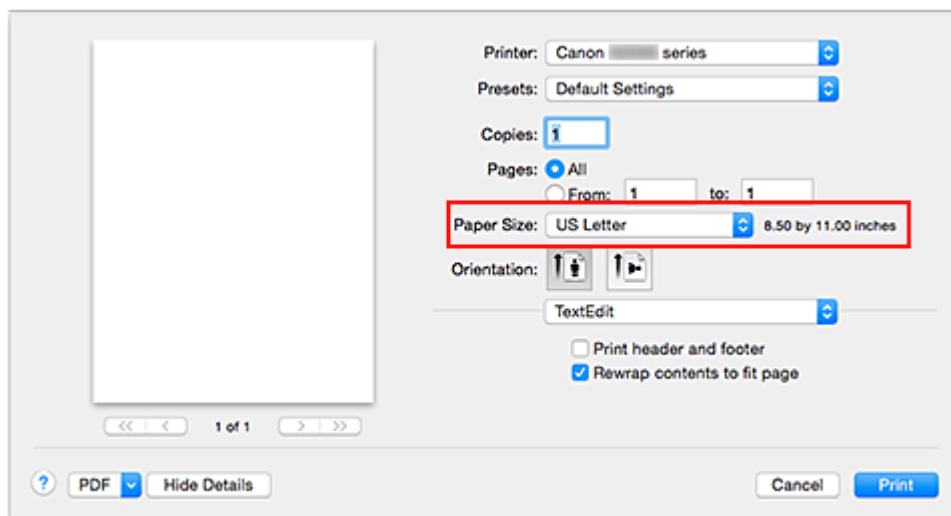 Printer: Canon series
Presets: Default Settings
Copies: 1
Pages: All
From: 1 to: 1
Paper Size: US Letter 8.50 by 11.00 inches
Orientation:
TextEdit
Print header and footer
Rewrap contents to fit page
<< < 1 of 1 > >>
? PDF Hide Details Cancel Print